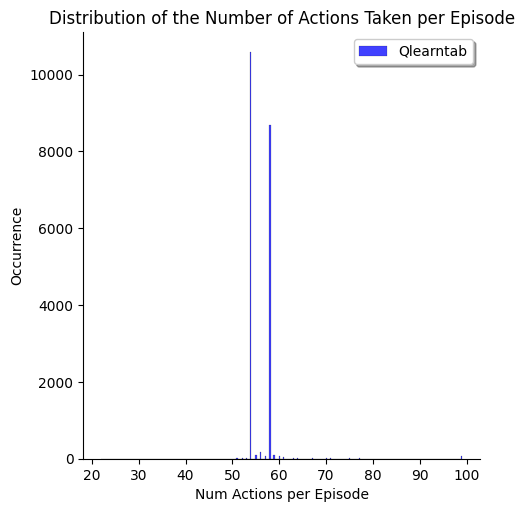 Distribution of the Number of Actions Taken per Episode
Qlearntab
10000
8000
6000
4000
2000
0
Occurrence
20 30 40 50 60 70 80 90 100
Num Actions per Episode